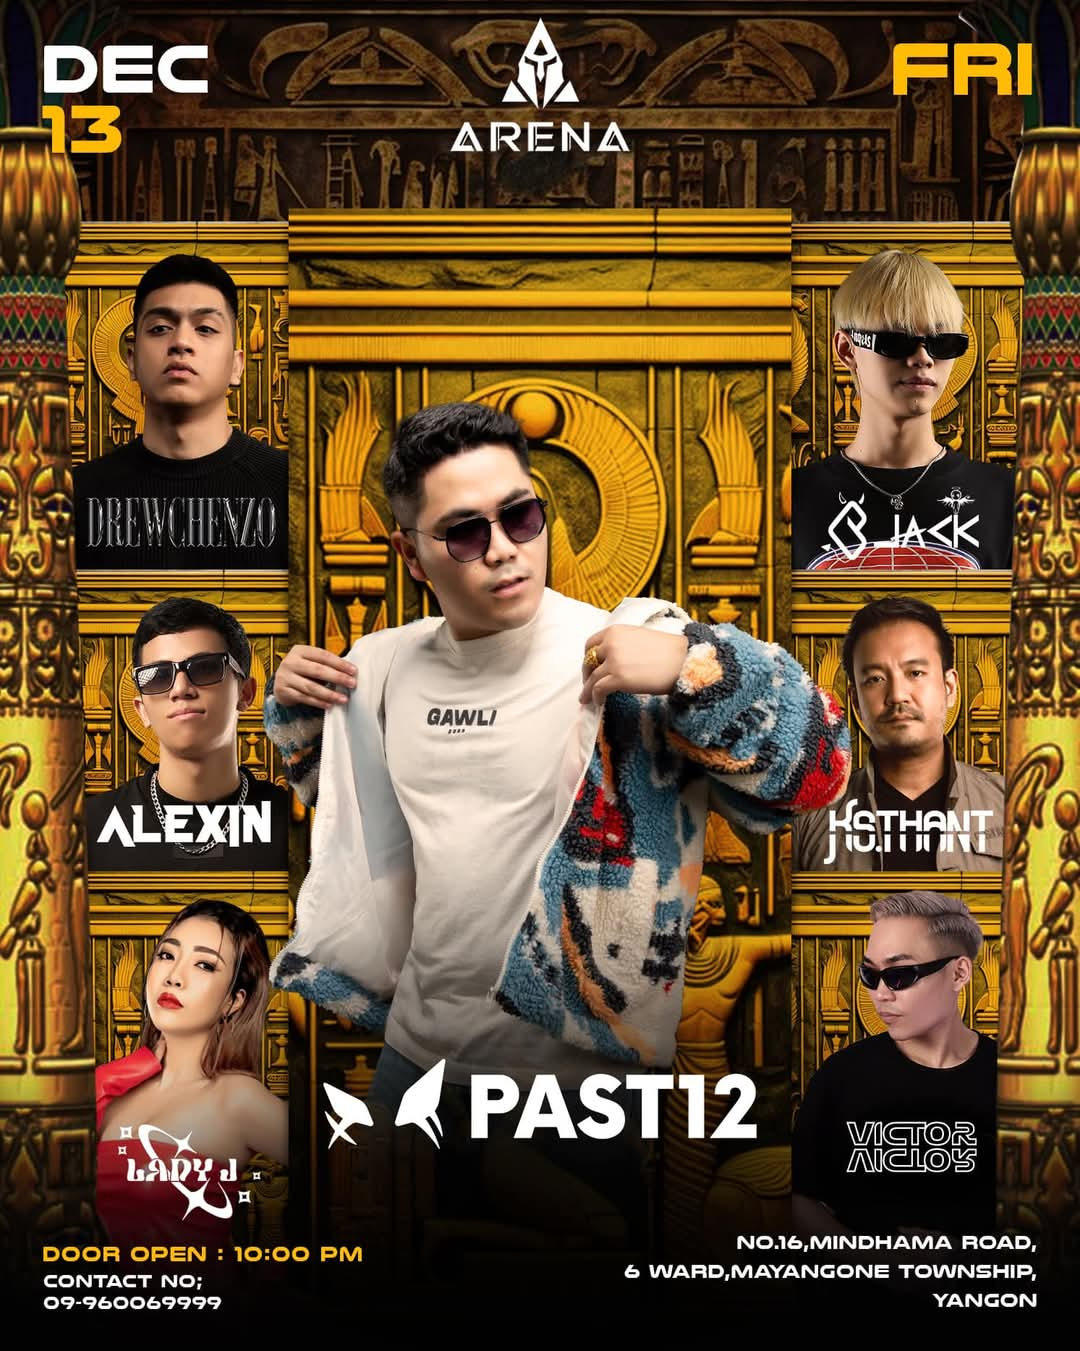 DEC
13
ARENA
FRI
DREWCHENZO
ALEXIN
LADY J
GAWLI
PAST12
JACK
KS.THANT
VICTOR
VICTOR
DOOR OPEN : 10:00 PM
CONTACT NO;
09-960069999
NO.16,MINDHAMA ROAD,
6 WARD,MAYANGONE TOWNSHIP,
YANGON